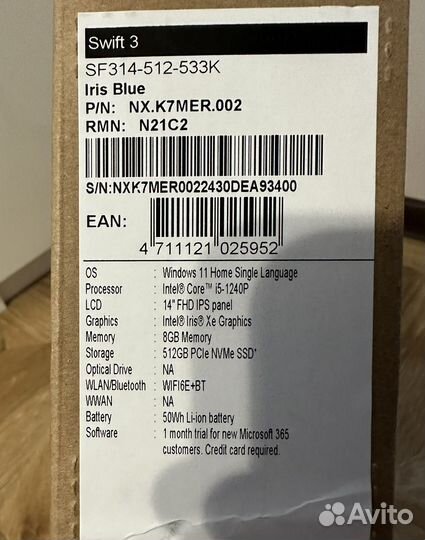 Swift 3
SF314-512-533K
Iris Blue
P/N: NX.K7MER.002
RMN: N21C2
S/N:NXK7MER0022430DEA93400
EAN:
4 711121 025952
OS : Windows 11 Home Single Language
Processor : Intel® Core™ i5-1240P
LCD : 14" FHD IPS panel
Graphics : Intel® Iris® Xe Graphics
Memory : 8GB Memory
Storage : 512GB PCIe NVMe SSD*
Optical Drive : NA
WLAN/Bluetooth : WIFI6E+BT
WWAN : NA
Battery : 50Wh Li-ion battery
Software : 1 month trial for new Microsoft 365
customers. Credit card required.
Avito